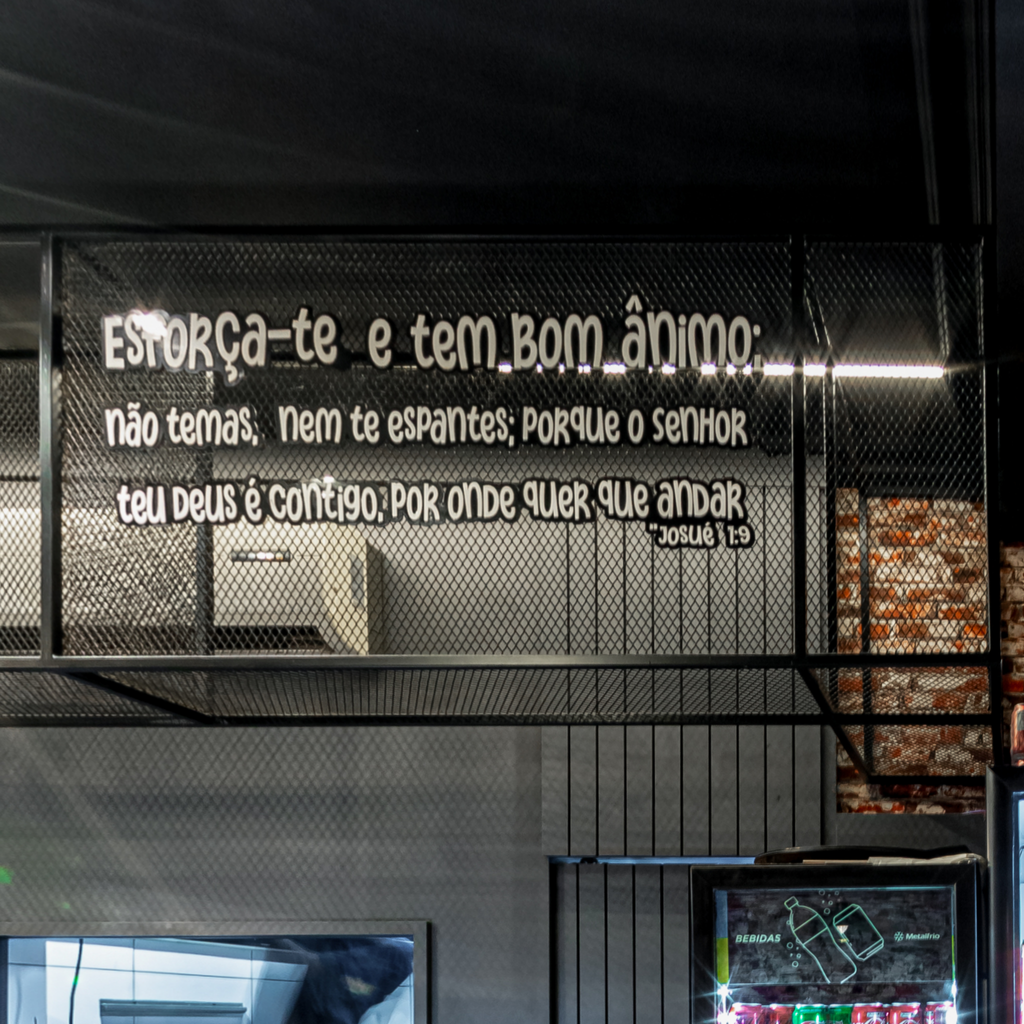 Esforça-te e tem bom ânimo;
não temas, nem te espantes; porque o senhor
teu Deus é contigo, por onde quer que andar
"Josué" 1:9
BEBIDAS
Metalfrio